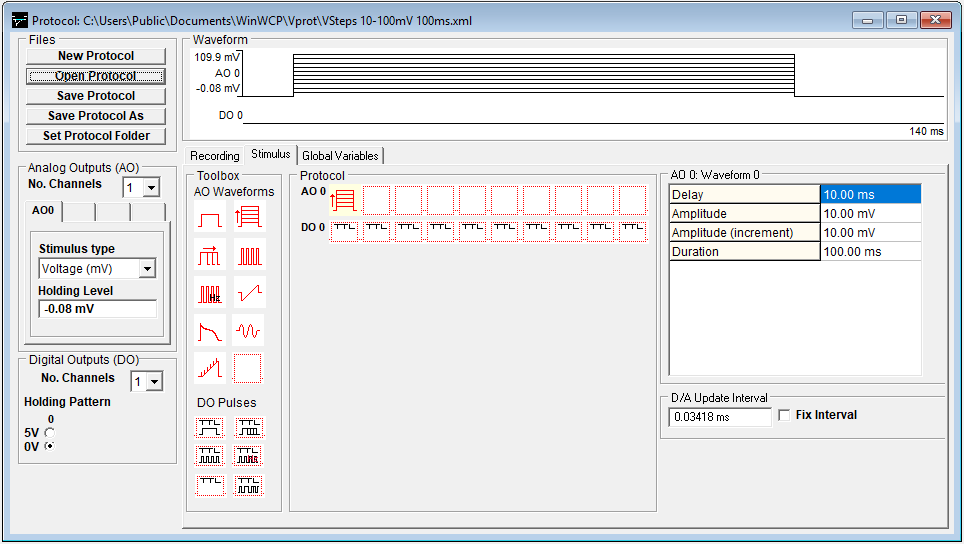 Protocol: C:\Users\Public\Documents\WinWCP\Vprot\VSteps 10-100mV 100ms.xml
Files
New Protocol
Open Protocol
Save Protocol
Save Protocol As
Set Protocol Folder
Waveform
109.9 mV
AO 0
-0.08 mV
DO 0
140 ms
Analog Outputs (AO)
No. Channels 1
AO0
Stimulus type
Voltage (mV)
Holding Level
-0.08 mV
Digital Outputs (DO)
No. Channels 1
Holding Pattern
0
5V
0V
Recording Stimulus Global Variables
Toolbox
AO Waveforms
Hz
DO Pulses
Protocol
AO 0
DO 0
AO 0: Waveform 0
Delay 10.00 ms
Amplitude 10.00 mV
Amplitude (increment) 10.00 mV
Duration 100.00 ms
D/A Update Interval
0.03418 ms Fix Interval